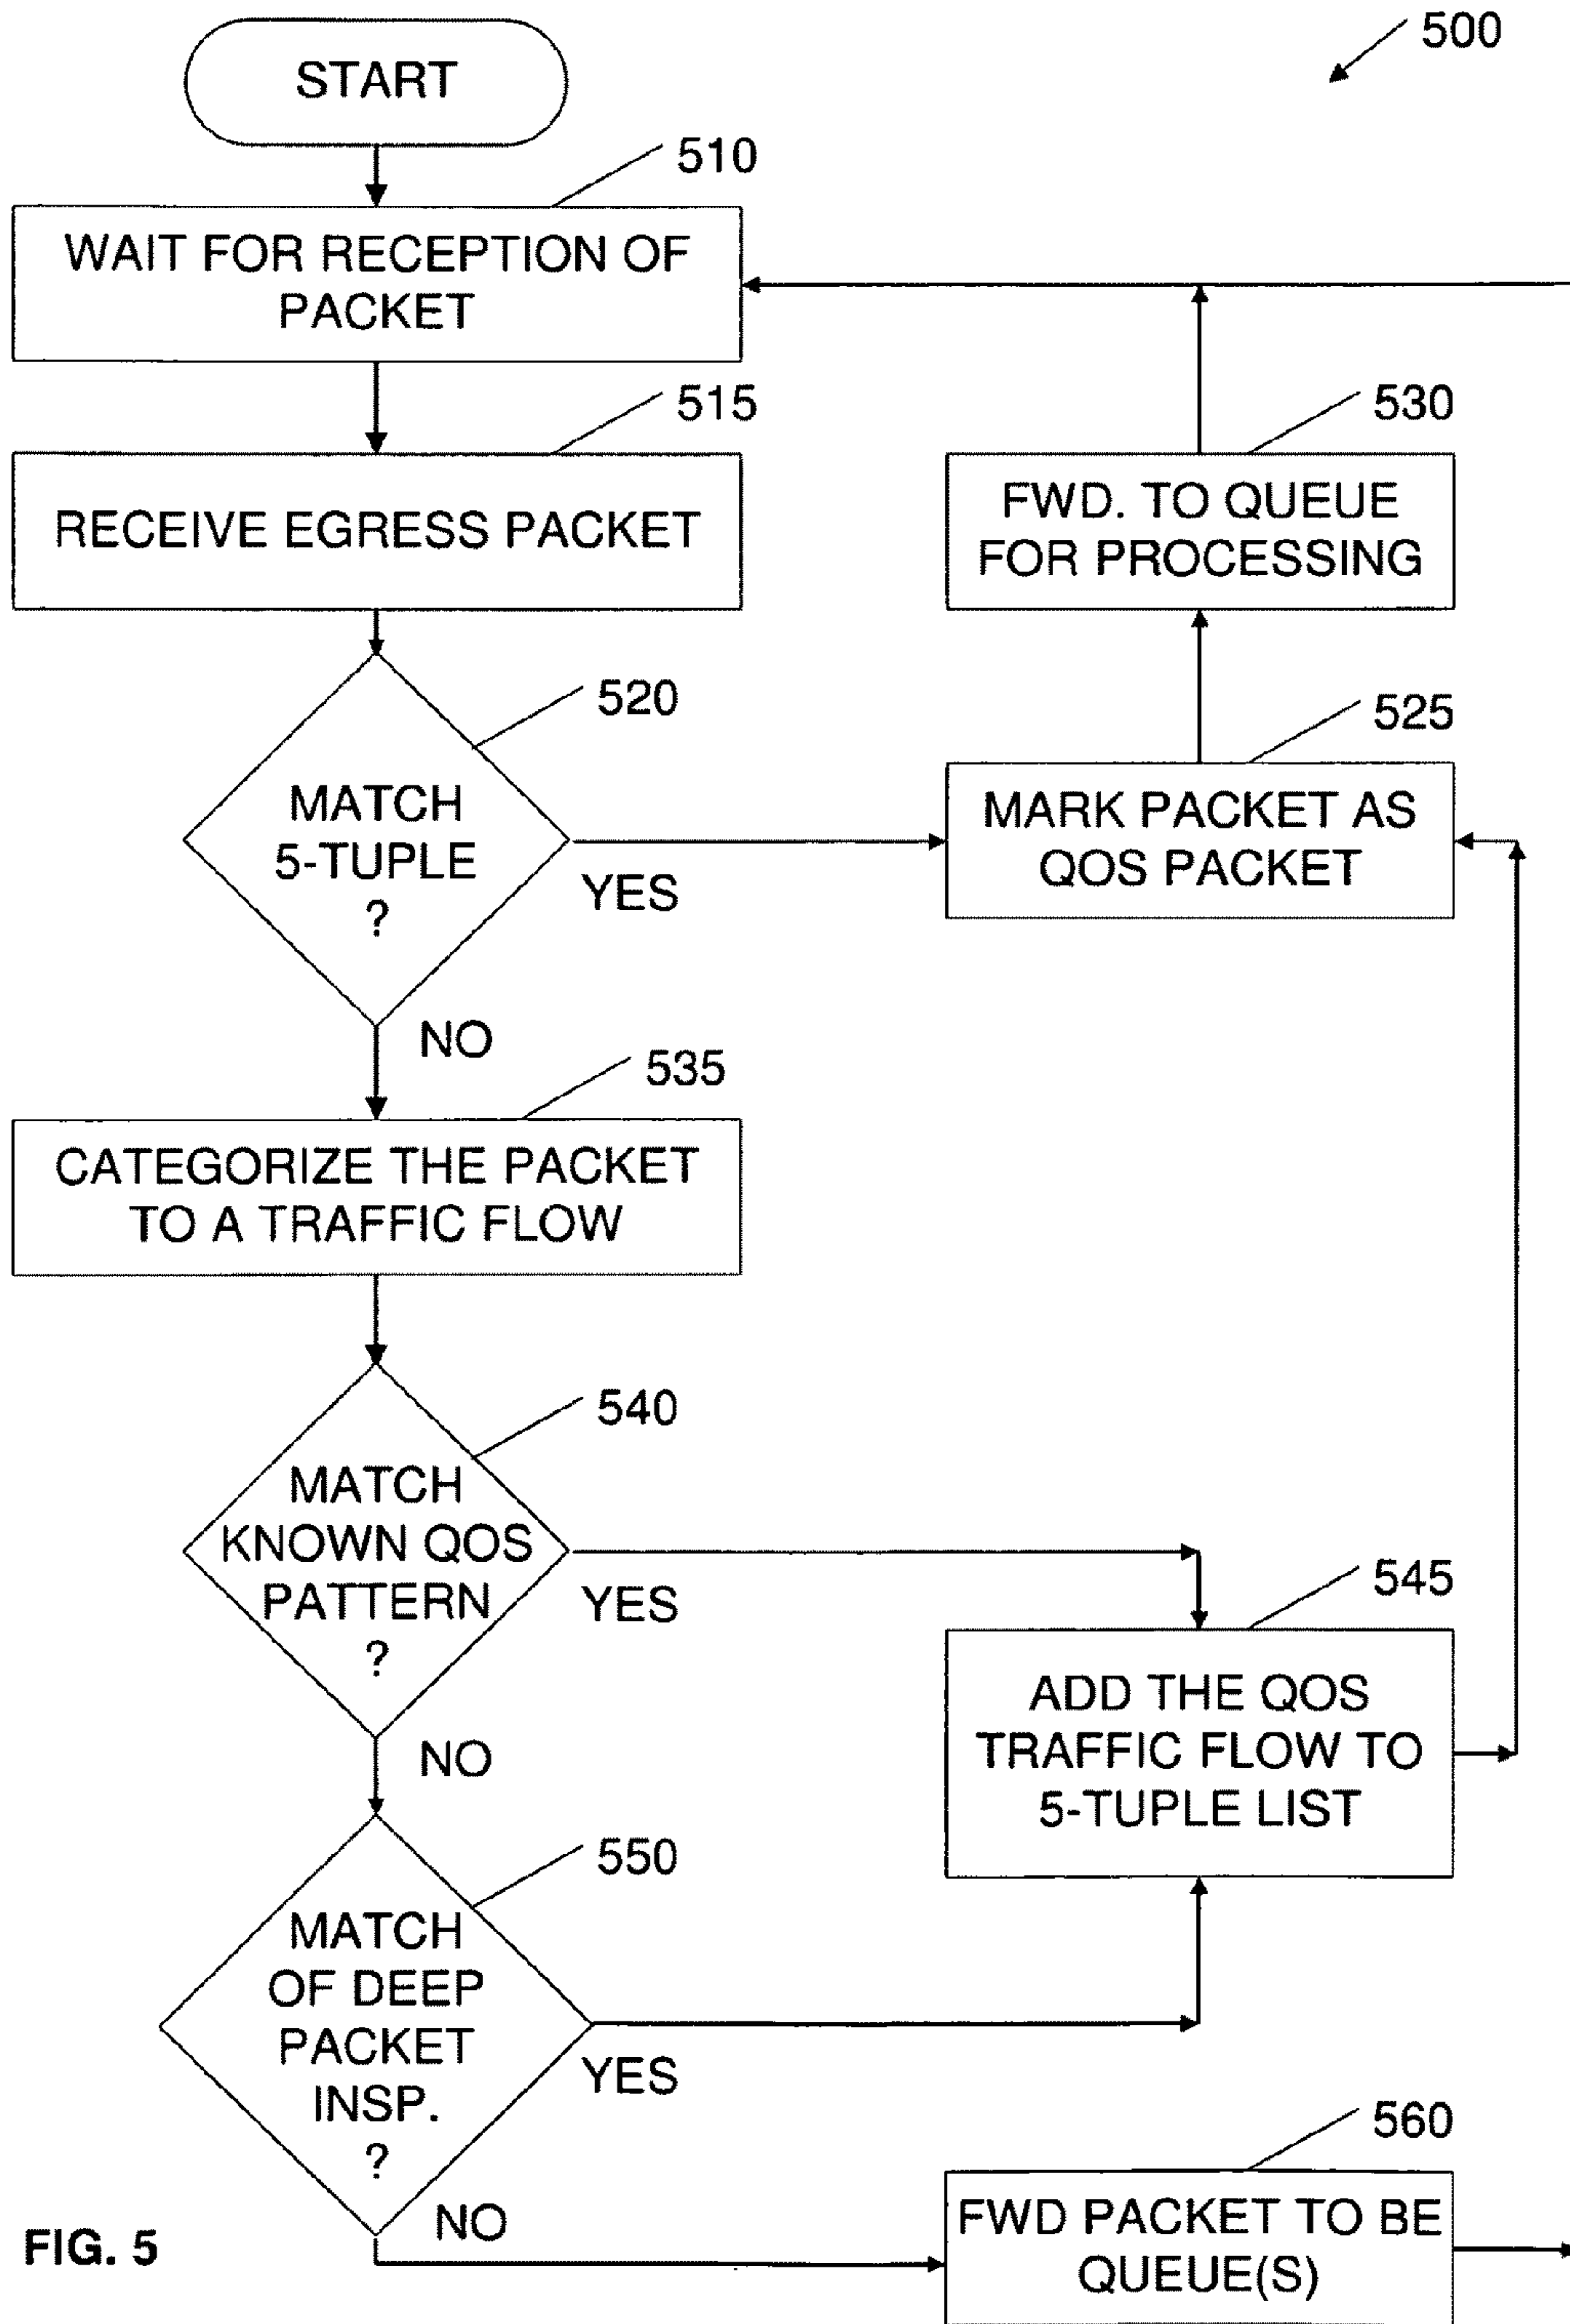 500
START
510
WAIT FOR RECEPTION OF
PACKET
515
RECEIVE EGRESS PACKET
530
FWD. TO QUEUE
FOR PROCESSING
520
MATCH
5-TUPLE
?
YES
NO
525
MARK PACKET AS
QOS PACKET
535
CATEGORIZE THE PACKET
TO A TRAFFIC FLOW
540
MATCH
KNOWN QOS
PATTERN
?
YES
NO
545
ADD THE QOS
TRAFFIC FLOW TO
5-TUPLE LIST
550
MATCH
OF DEEP
PACKET
INSP.
?
YES
NO
560
FWD PACKET TO BE
QUEUE(S)
FIG. 5